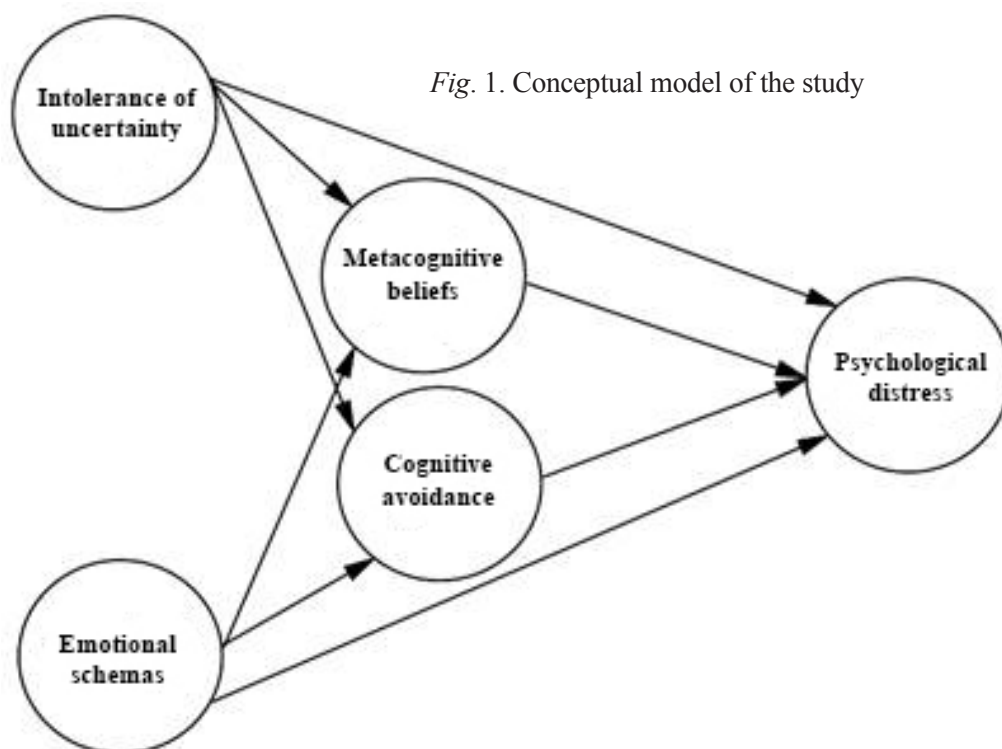 Intolerance of
uncertainty
Fig. 1. Conceptual model of the study
Metacognitive
beliefs
Psychological
distress
Cognitive
avoidance
Emotional
schemas